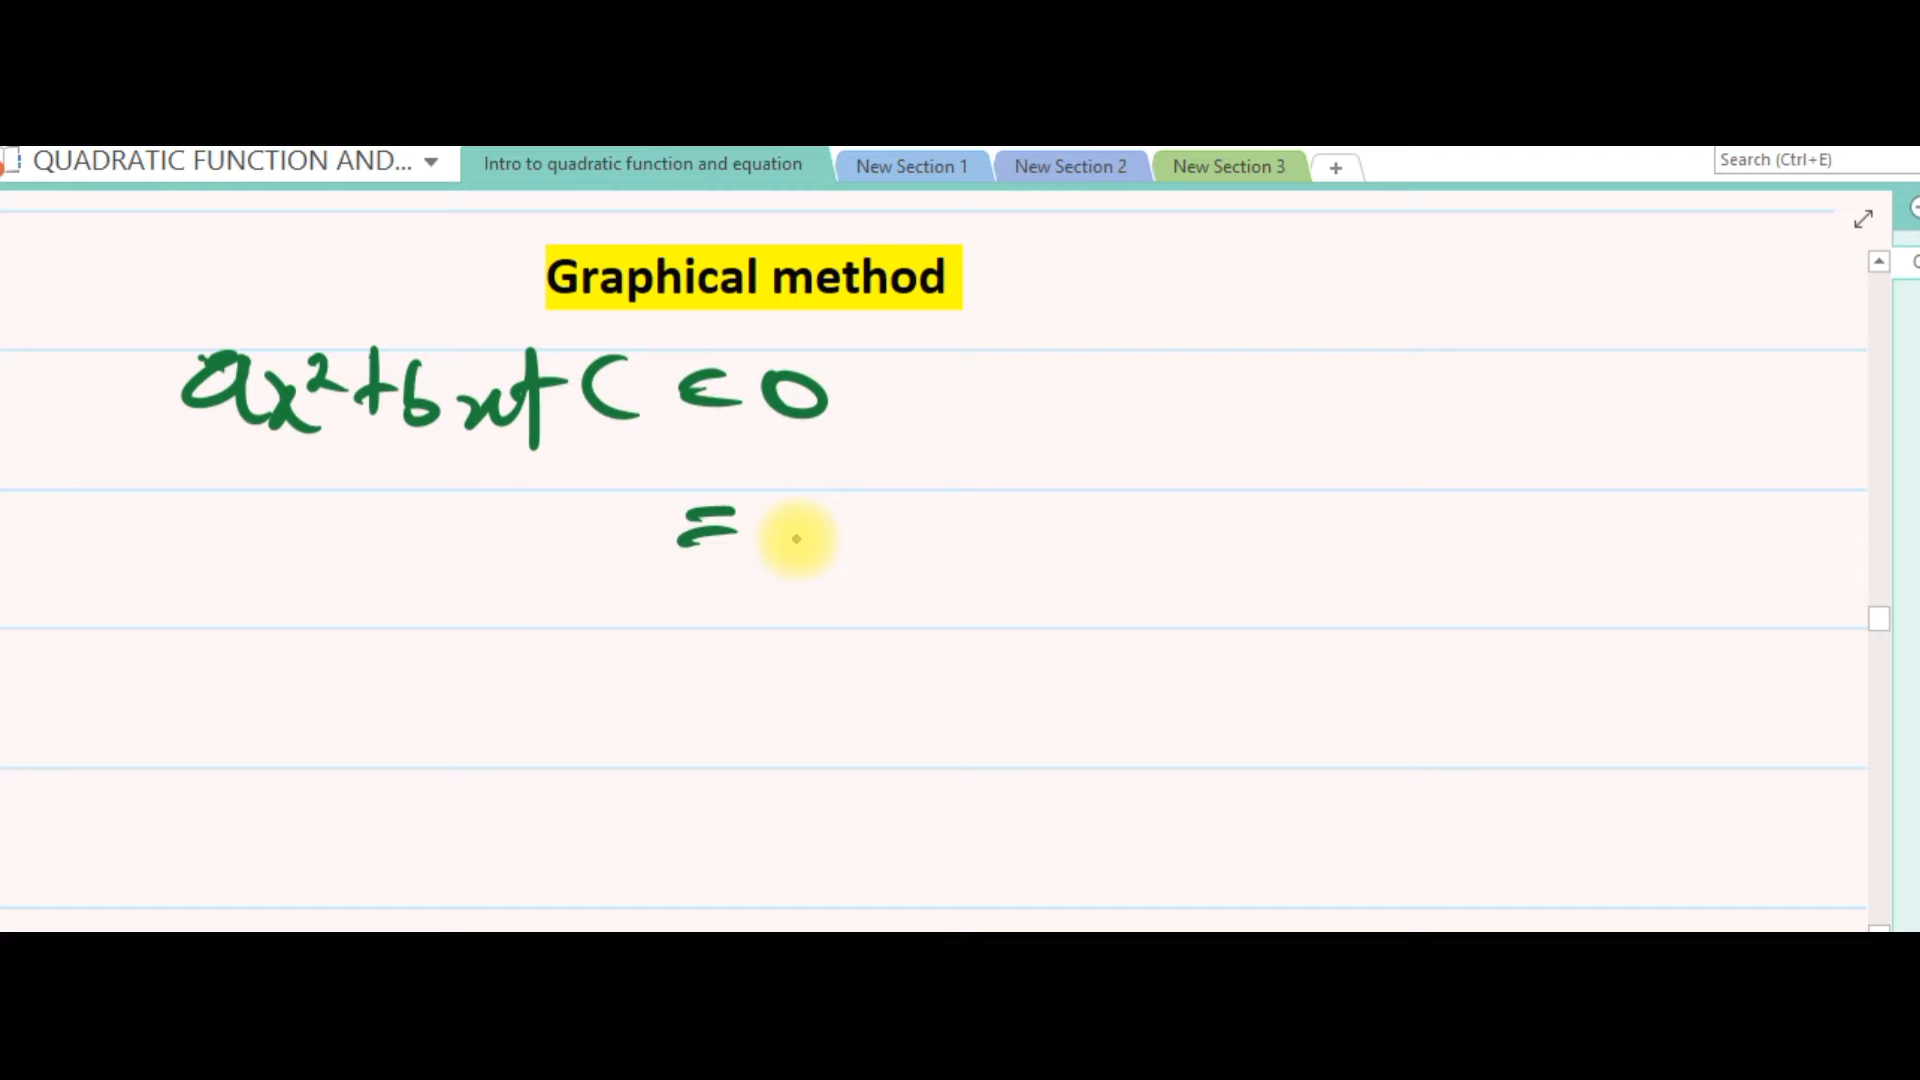 QUADRATIC FUNCTION AND... Intro to quadratic function and equation New Section 1 New Section 2 New Section 3 + Search (Ctrl+E)
Graphical method
ax²+bx+c = 0
=